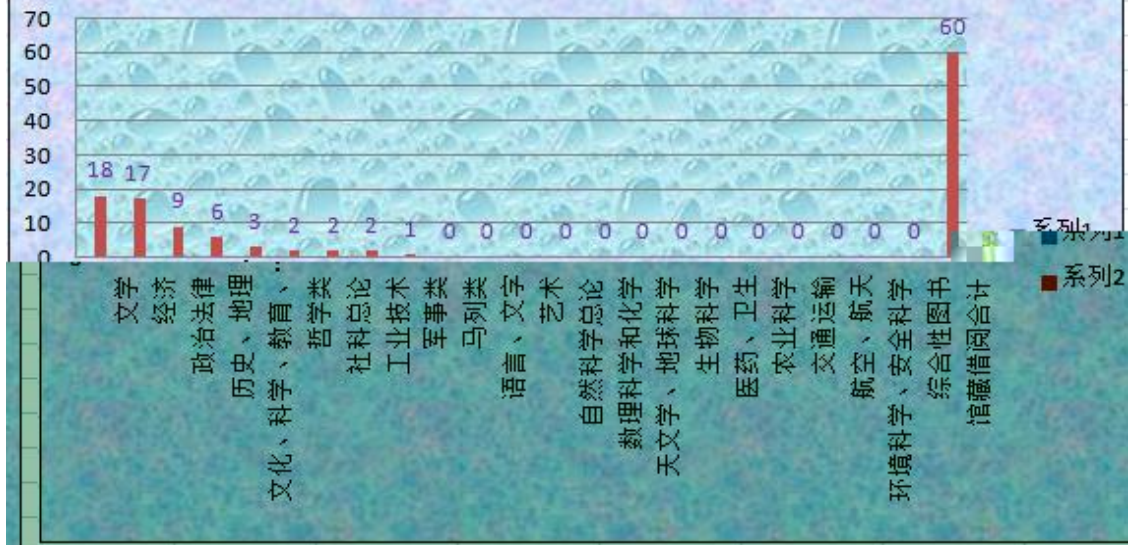 70
60
50
40
30
20
10
0
60
18 17 9 6 3 2 2 2 1 0 0 0 0 0 0 0 0 0 0 0 0 0
系列1
系列1
系列2
文学
经济
政治法律
历史、地理
文化、科学、教育、…
哲学类
社科总论
工业技术
军事类
马列类
语言、文字
艺术
自然科学总论
数理科学和化学
天文学、地球科学
生物科学
医药、卫生
农业科学
交通运输
航空、航天
环境科学、安全科学
综合性图书
馆藏借阅合计